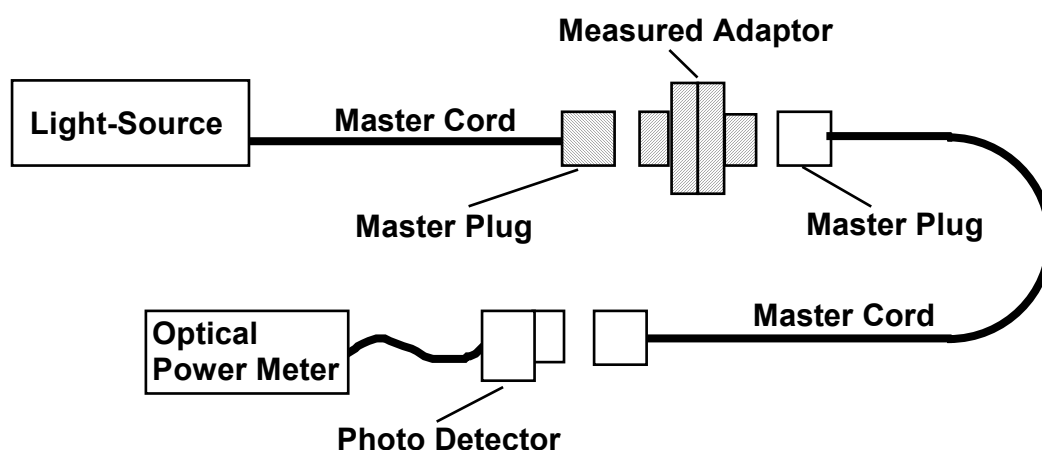 Measured Adaptor
Light-Source
Master Cord
Master Plug
Master Plug
Master Cord
Optical
Power Meter
Photo Detector